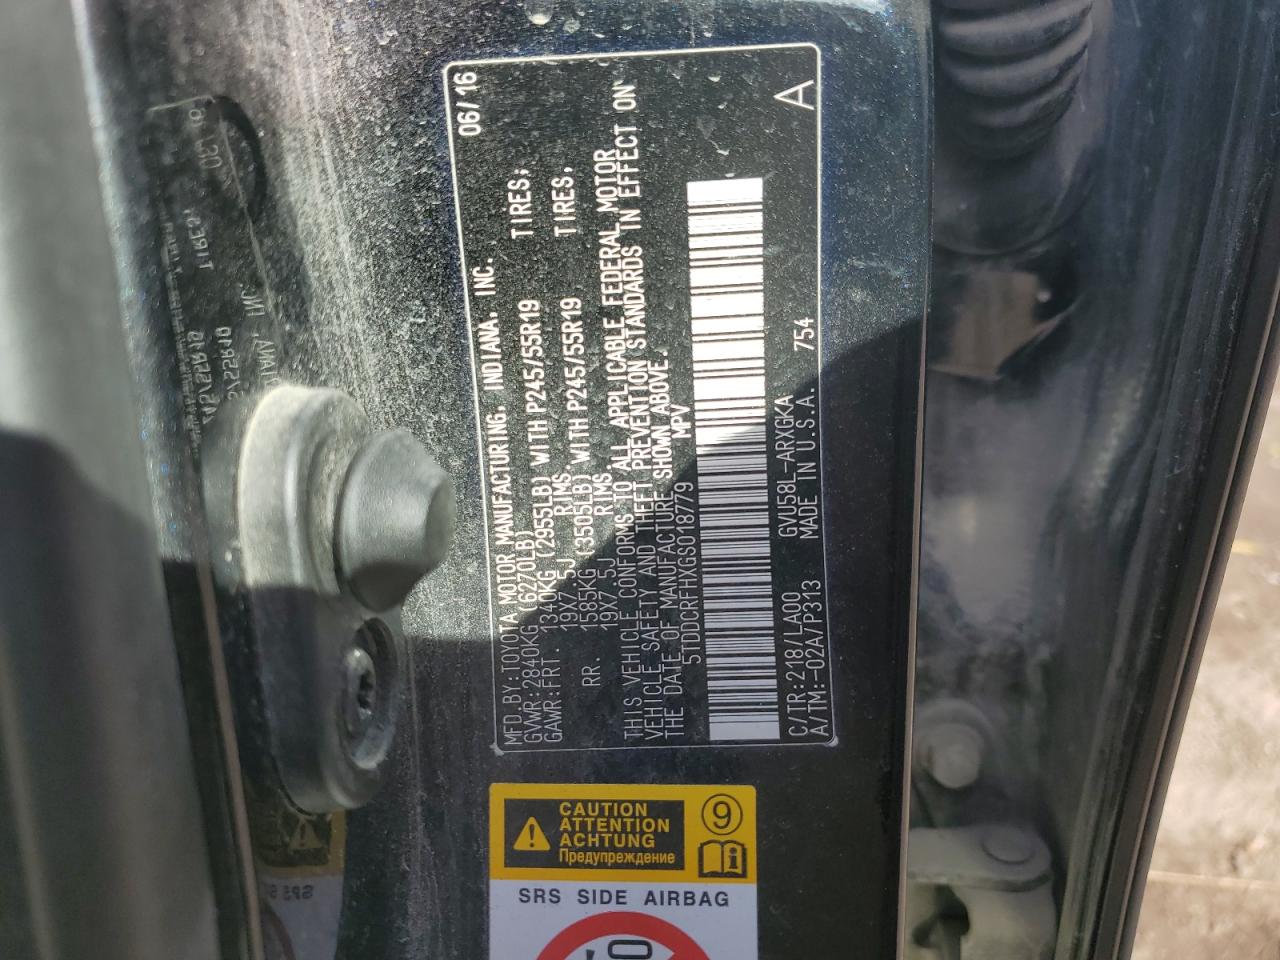 MFD.BY:TOYOTA MOTOR MANUFACTURING, INDIANA, INC. 06/16
GVWR:2840KG (6270LB)
GAWR:FRT. 1340KG (2955LB) WITH P245/55R19 TIRES;
19X7.5J RIMS.
RR. 1585KG (3505LB) WITH P245/55R19 TIRES,
19X7.5J RIMS.
THIS VEHICLE CONFORMS TO ALL APPLICABLE FEDERAL MOTOR
VEHICLE SAFETY AND THEFT PREVENTION STANDARDS IN EFFECT ON
THE DATE OF MANUFACTURE SHOWN ABOVE.
5TDDCRFHXGS018779 MPV
C/TR:218/LA00 GVU58L-ARXGKA 754
A/TM:-02A/P313 MADE IN U.S.A. A
CAUTION
ATTENTION
ACHTUNG
Предупреждение
9
i
SRS SIDE AIRBAG